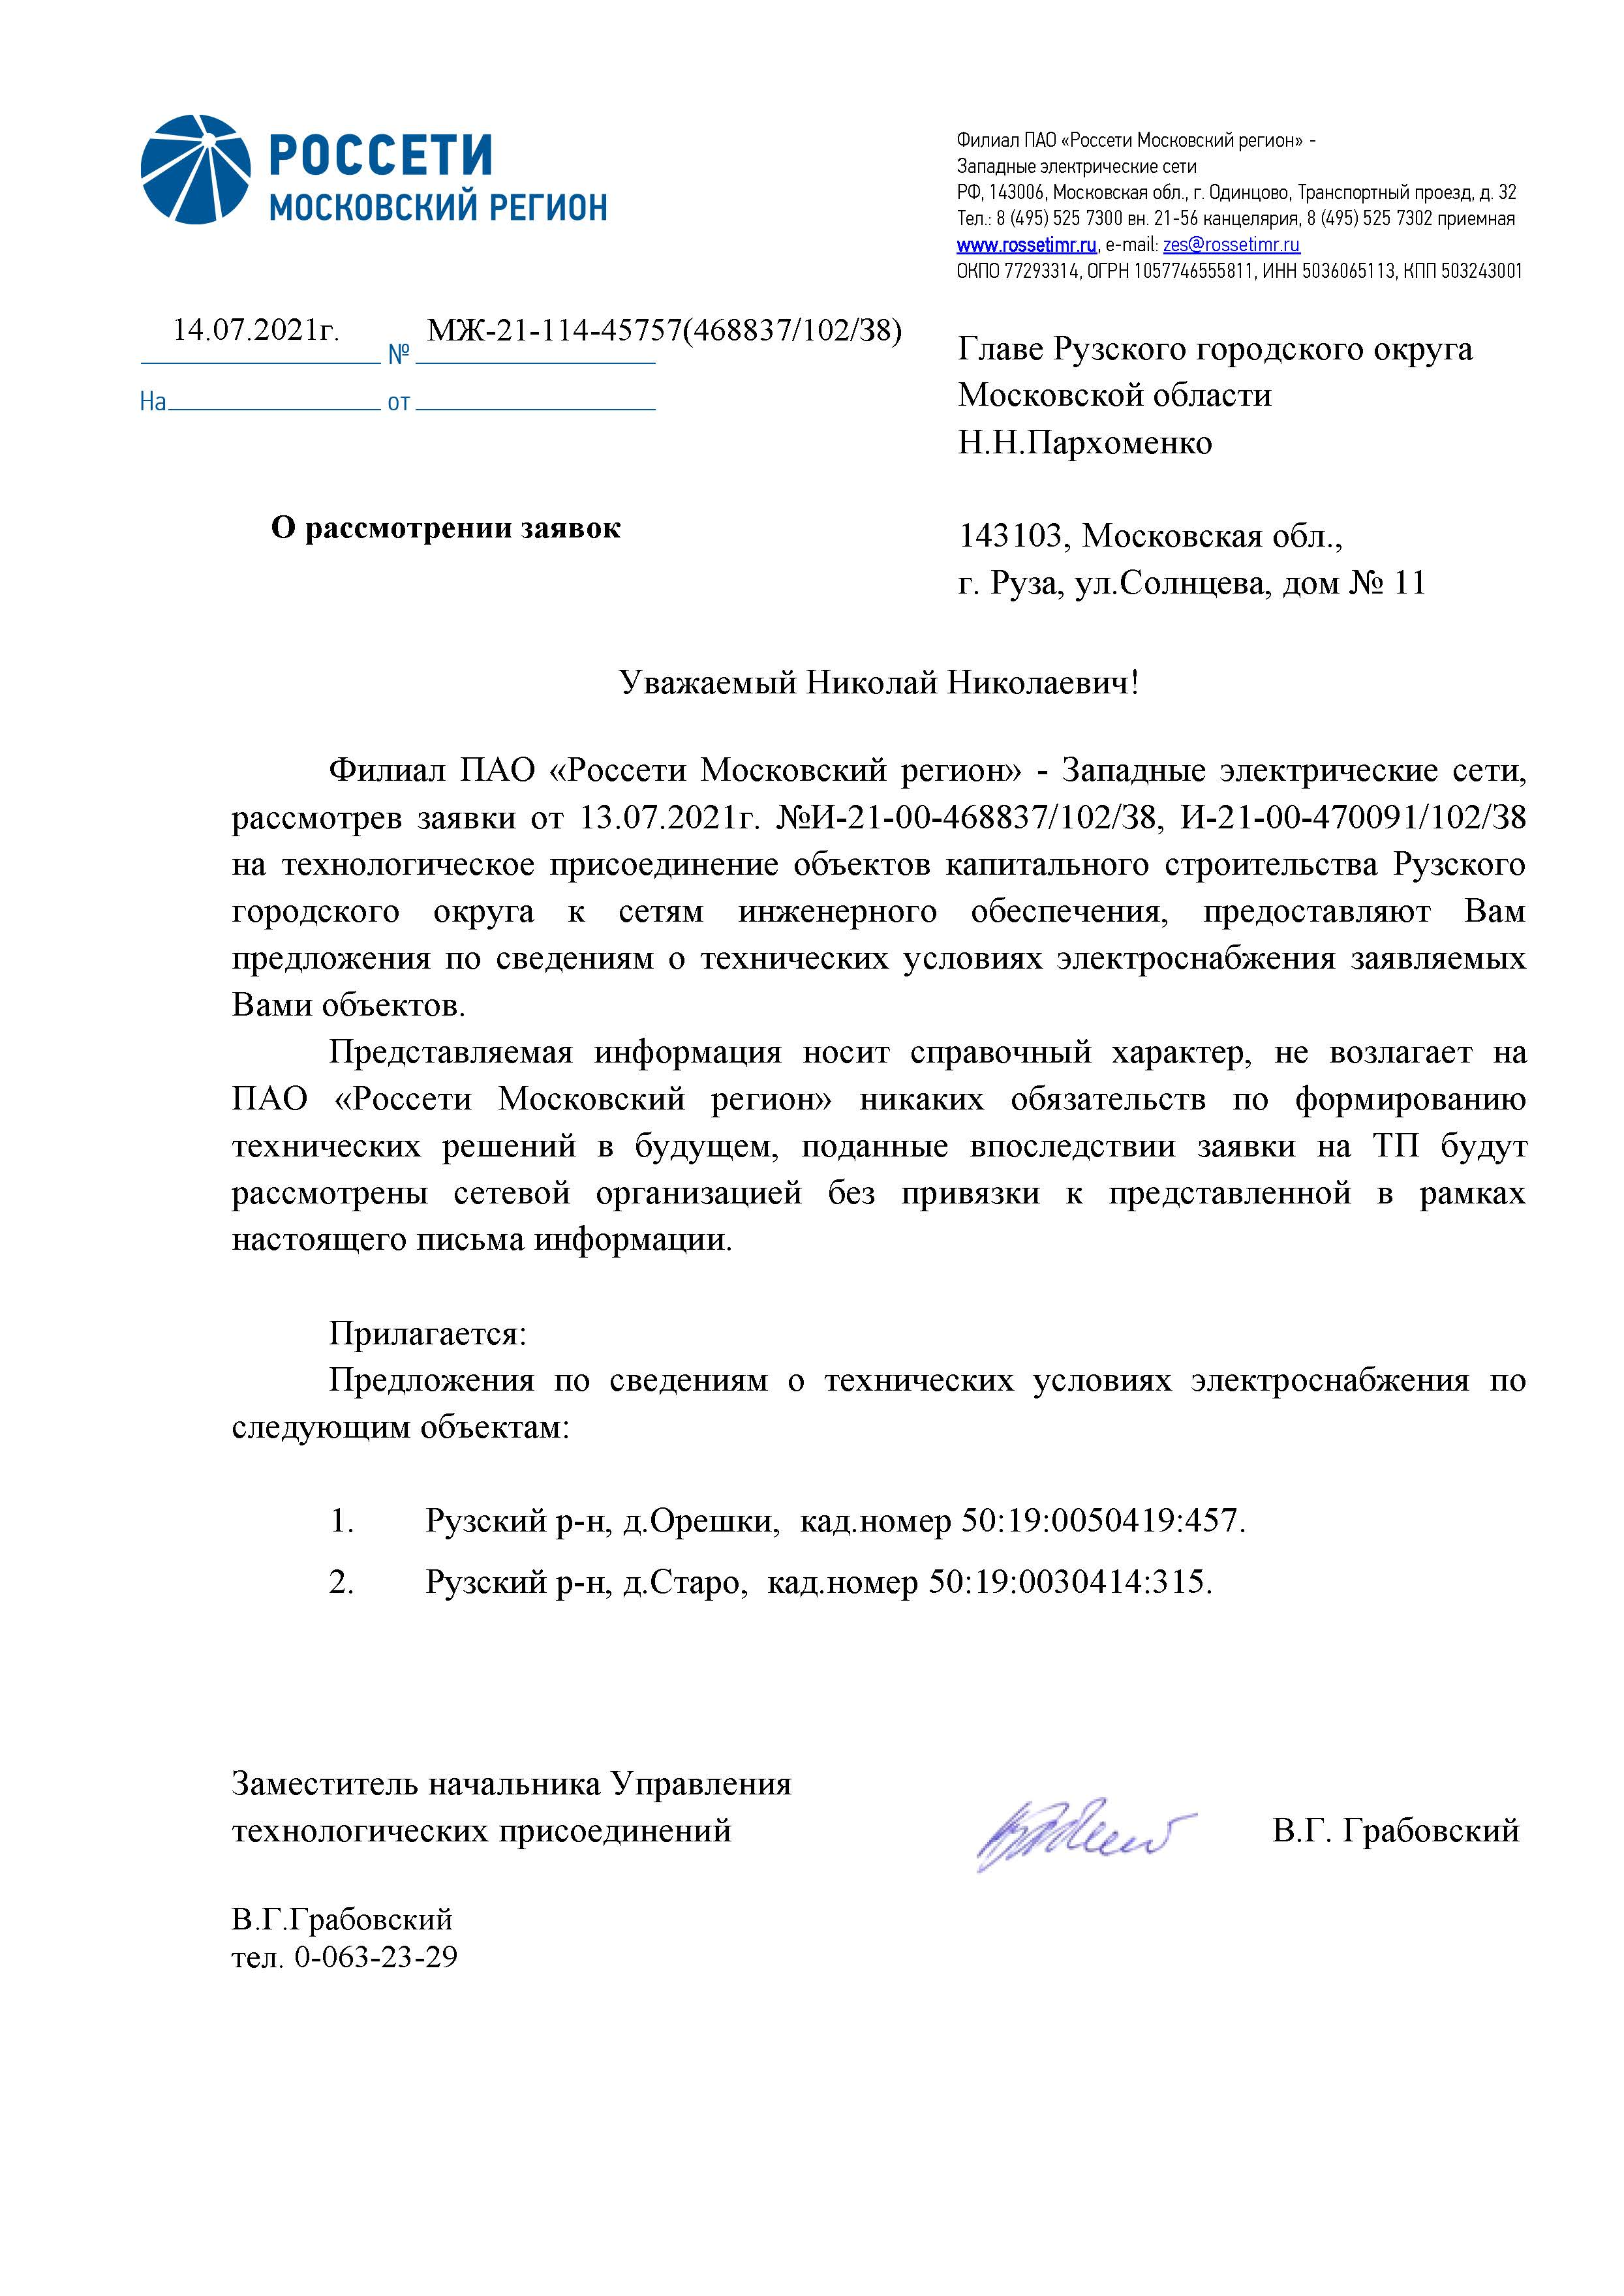 РОССЕТИ
МОСКОВСКИЙ РЕГИОН
Филиал ПАО «Россети Московский регион» -
Западные электрические сети
РФ, 143006, Московская обл., г. Одинцово, Транспортный проезд, д. 32
Тел.: 8 (495) 525 7300 вн. 21-56 канцелярия, 8 (495) 525 7302 приемная
www.rossetimr.ru, e-mail: zes@rossetimr.ru
ОКПО 77293314, ОГРН 1057746555811, ИНН 5036065113, КПП 503243001
14.07.2021г. № МЖ-21-114-45757(468837/102/З8)
На от
Главе Рузского городского округа
Московской области
Н.Н.Пархоменко
О рассмотрении заявок
143103, Московская обл.,
г. Руза, ул.Солнцева, дом № 11
Уважаемый Николай Николаевич!
Филиал ПАО «Россети Московский регион» - Западные электрические сети,
рассмотрев заявки от 13.07.2021г. №И-21-00-468837/102/З8, И-21-00-470091/102/З8
на технологическое присоединение объектов капитального строительства Рузского
городского округа к сетям инженерного обеспечения, предоставляют Вам
предложения по сведениям о технических условиях электроснабжения заявляемых
Вами объектов.
Представляемая информация носит справочный характер, не возлагает на
ПАО «Россети Московский регион» никаких обязательств по формированию
технических решений в будущем, поданные впоследствии заявки на ТП будут
рассмотрены сетевой организацией без привязки к представленной в рамках
настоящего письма информации.
Прилагается:
Предложения по сведениям о технических условиях электроснабжения по
следующим объектам:
1. Рузский р-н, д.Орешки, кад.номер 50:19:0050419:457.
2. Рузский р-н, д.Старо, кад.номер 50:19:0030414:315.
Заместитель начальника Управления
технологических присоединений В.Г. Грабовский
В.Г.Грабовский
тел. 0-063-23-29